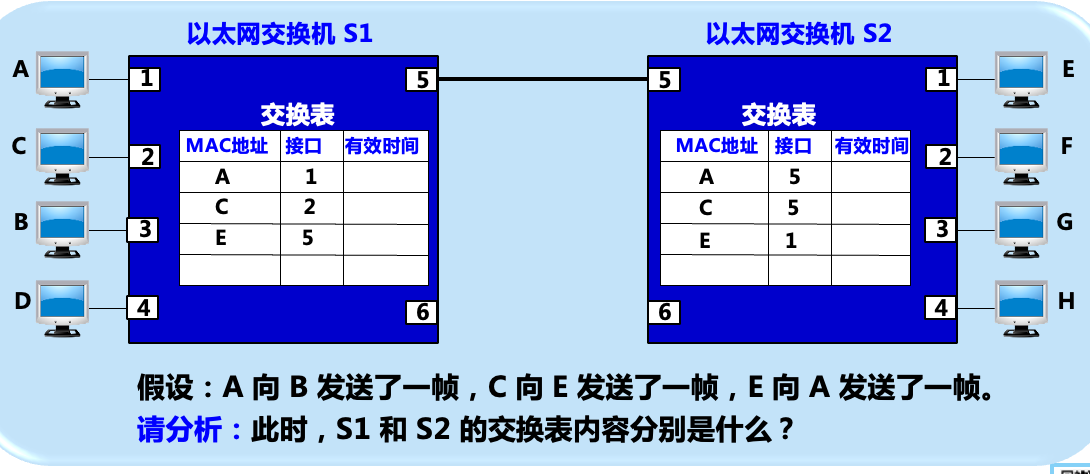 以太网交换机 S1
以太网交换机 S2
A 1 5 5 1 E
交换表 交换表
MAC地址 接口 有效时间 MAC地址 接口 有效时间
C 2 A 1 A 5 2 F
C 2 C 5
B 3 E 5 E 1 3 G
D 4 6 6 4 H
假设：A 向 B 发送了一帧，C 向 E 发送了一帧，E 向 A 发送了一帧。
请分析：此时，S1 和 S2 的交换表内容分别是什么？